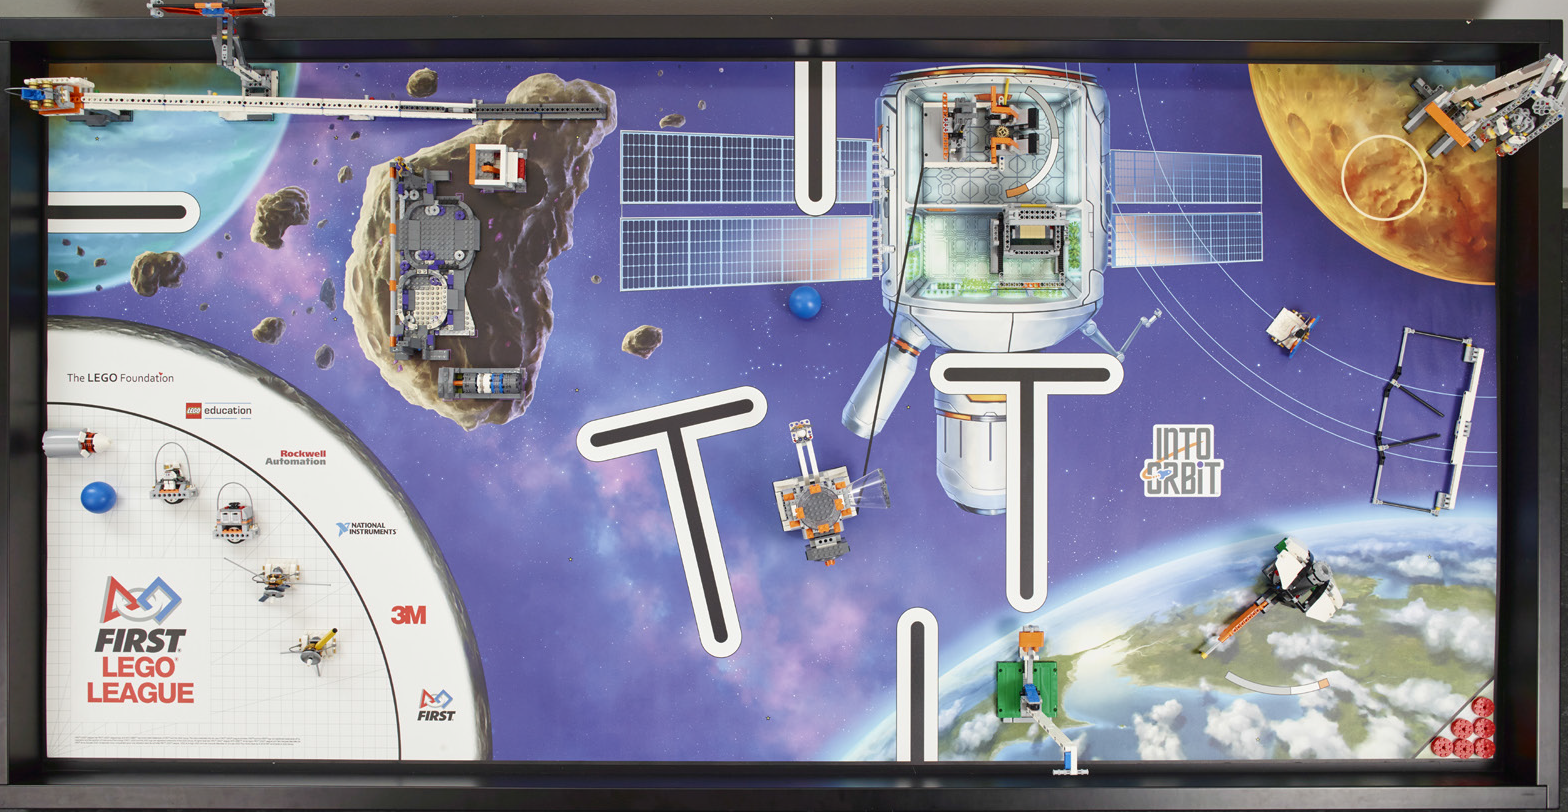 The LEGO Foundation
LEGO education
Rockwell
Automation
NATIONAL
INSTRUMENTS
3M
FIRST
LEGO
LEAGUE
FIRST
INTO
ORBIT